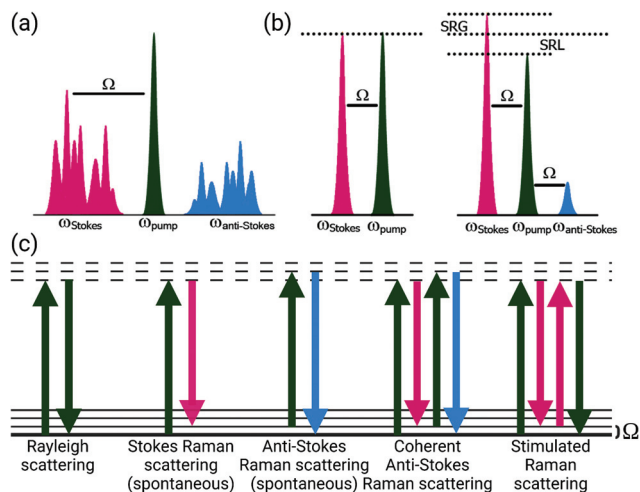 (a)
Ω
ωStokes
ωpump
ωanti-Stokes
(b)
Ω
ωStokes
ωpump
SRG
SRL
Ω
Ω
ωStokes
ωpump
ωanti-Stokes
(c)
Ω
Rayleigh
scattering
Stokes Raman
scattering
(spontaneous)
Anti-Stokes
Raman scattering
(spontaneous)
Coherent
Anti-Stokes
Raman scattering
Stimulated
Raman
scattering